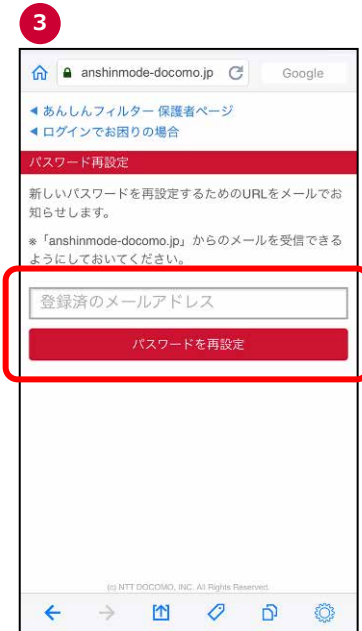 3
anshinmode-docomo.jp
Google
◀ あんしんフィルター 保護者ページ
◀ ログインでお困りの場合
パスワード再設定
新しいパスワードを再設定するためのURLをメールでお
知らせします。
※「anshinmode-docomo.jp」からのメールを受信できる
ようにしておいてください。
登録済のメールアドレス
パスワードを再設定
(c) NTT DOCOMO, INC. All Rights Reserved.